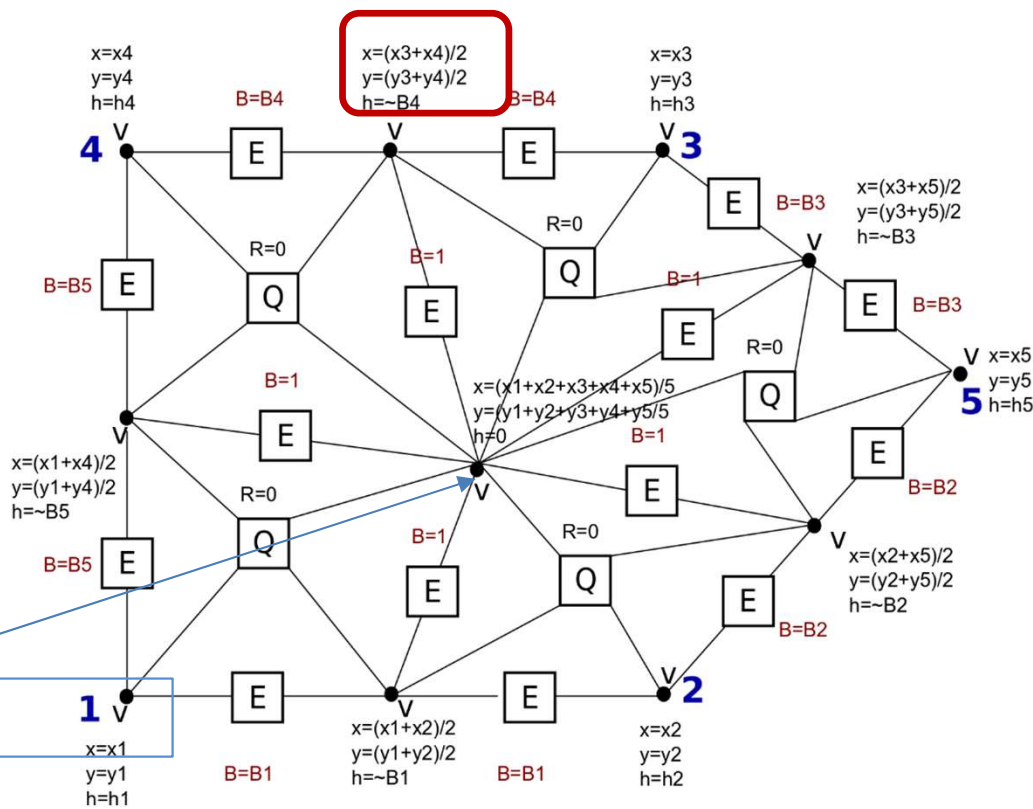 x=x4
y=y4
h=h4
x=(x3+x4)/2
y=(y3+y4)/2
h=~B4
x=x3
y=y3
h=h3
B=B4
B=B4
v
v
v
4
E
E
3
E
B=B3
x=(x3+x5)/2
y=(y3+y5)/2
h=~B3
v
R=0
R=0
B=B5
E
Q
B=1
E
Q
B=1
E
E
B=B3
R=0
Q
v
x=x5
y=y5
h=h5
5
B=1
E
x=(x1+x2+x3+x4+x5)/5
y=(y1+y2+y3+y4+y5/5
h=0
B=1
E
B=B2
v
x=(x1+x4)/2
y=(y1+y4)/2
h=~B5
v
E
R=0
Q
B=1
R=0
v
x=(x2+x5)/2
y=(y2+y5)/2
h=~B2
B=B5
E
E
Q
E
B=B2
1
v
E
v
E
v
2
x=x1
y=y1
h=h1
B=B1
x=(x1+x2)/2
y=(y1+y2)/2
h=~B1
B=B1
x=x2
y=y2
h=h2